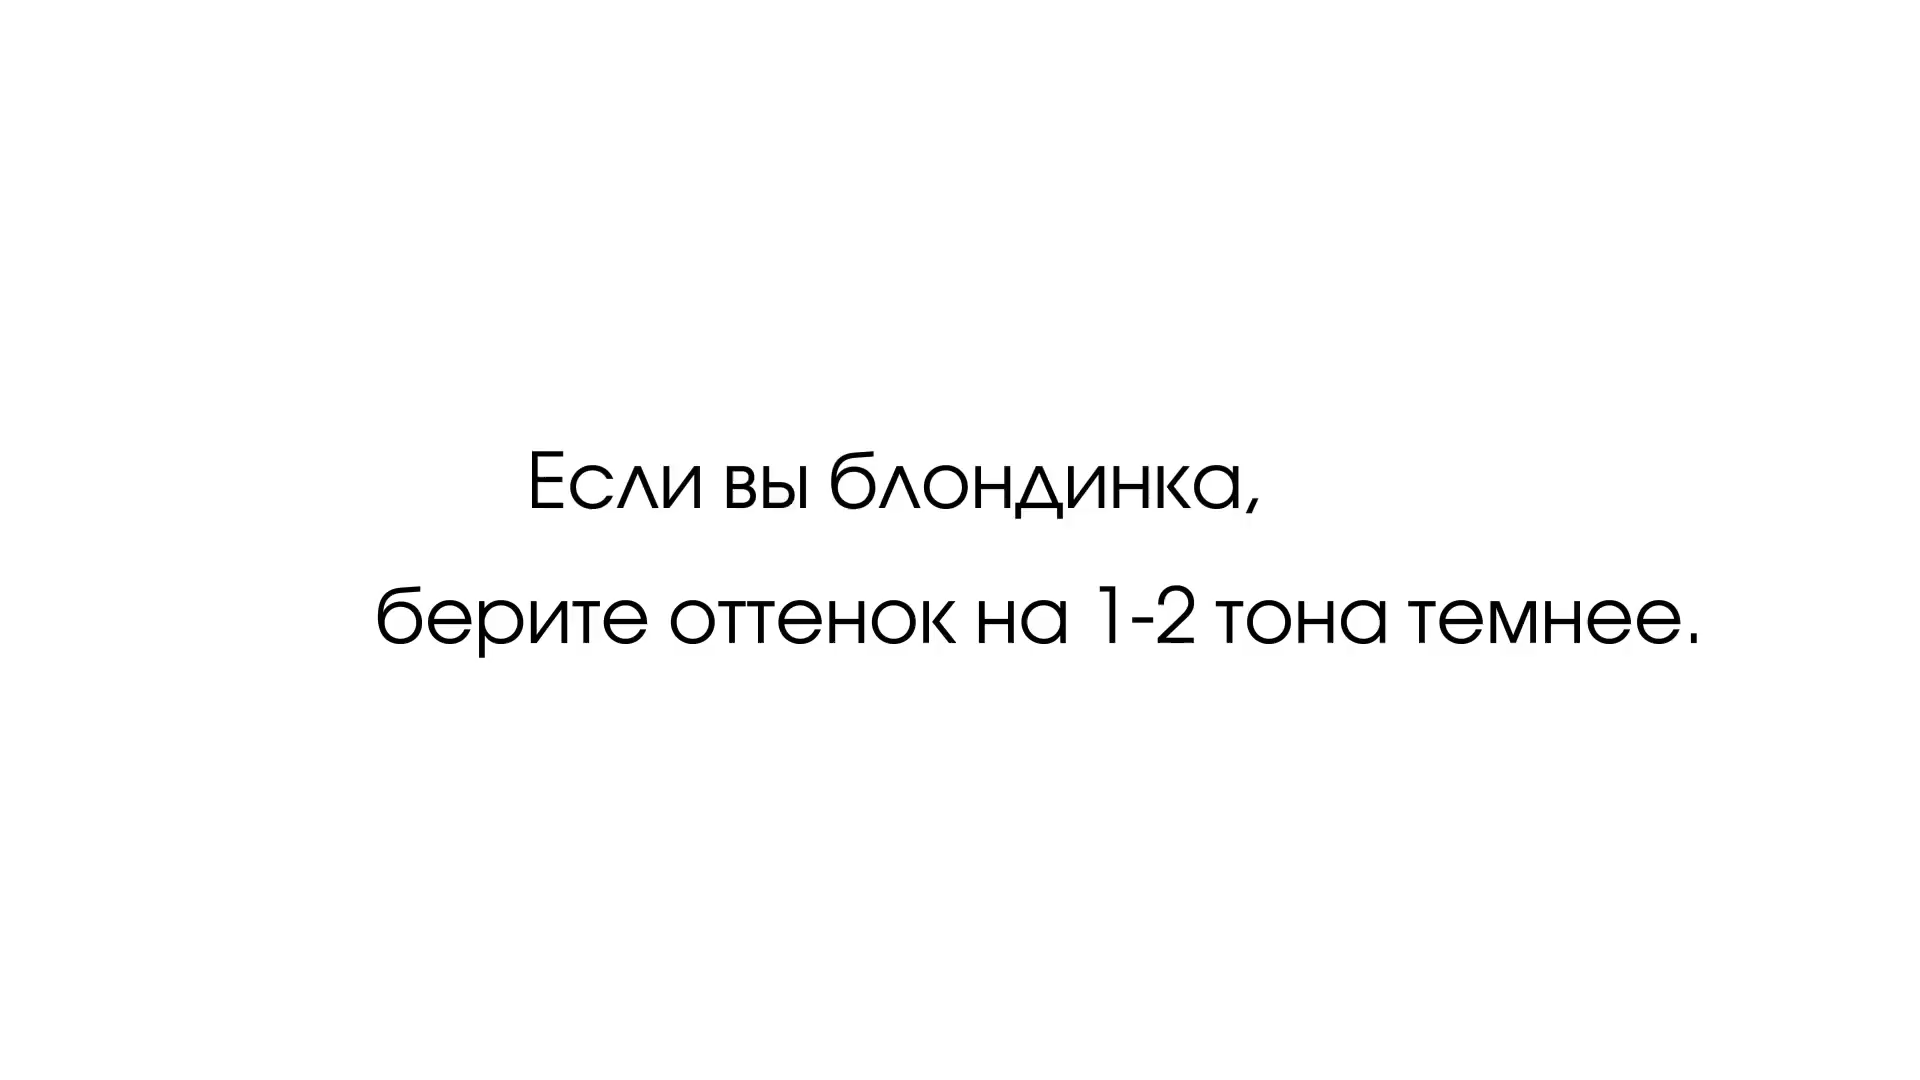 Если вы блондинка,
берите оттенок на 1-2 тона темнее.